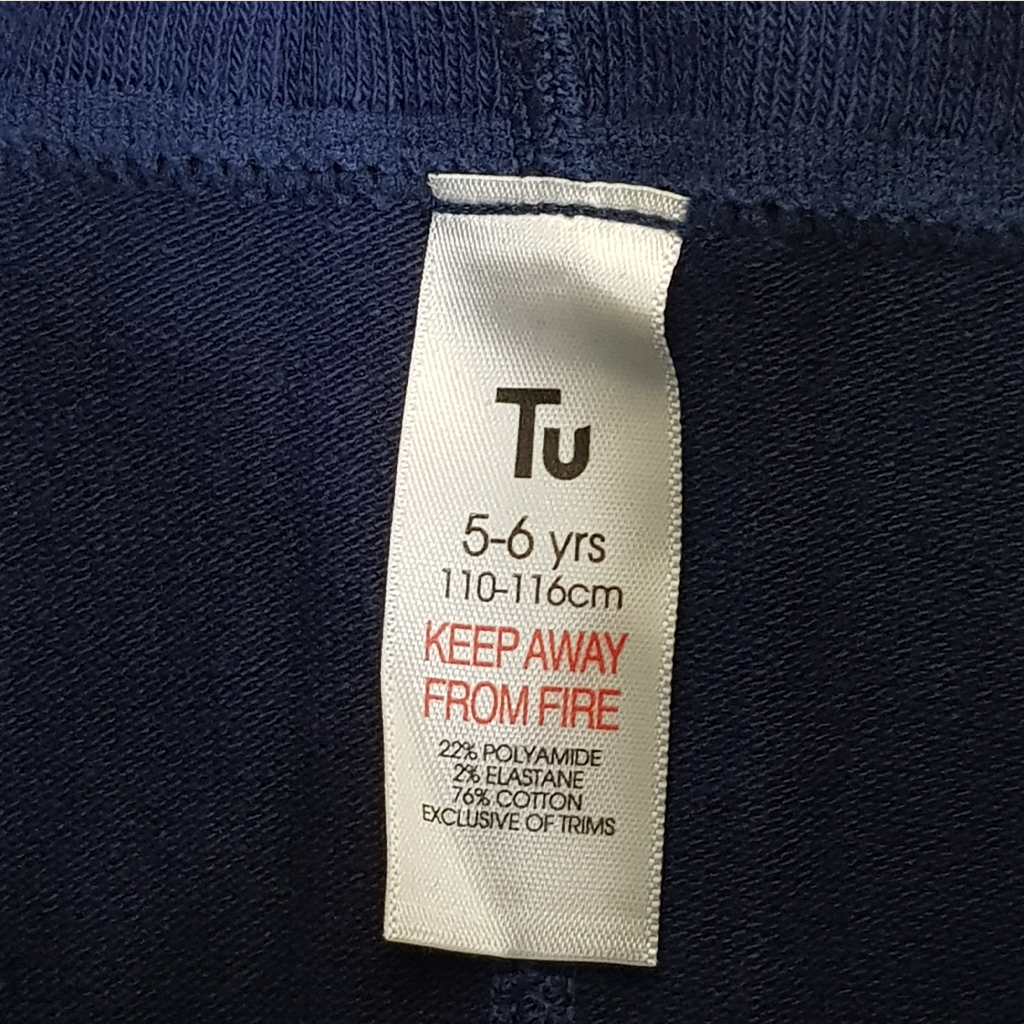 Tu
5-6 yrs
110-116cm
KEEP AWAY
FROM FIRE
22% POLYAMIDE
2% ELASTANE
76% COTTON
EXCLUSIVE OF TRIMS